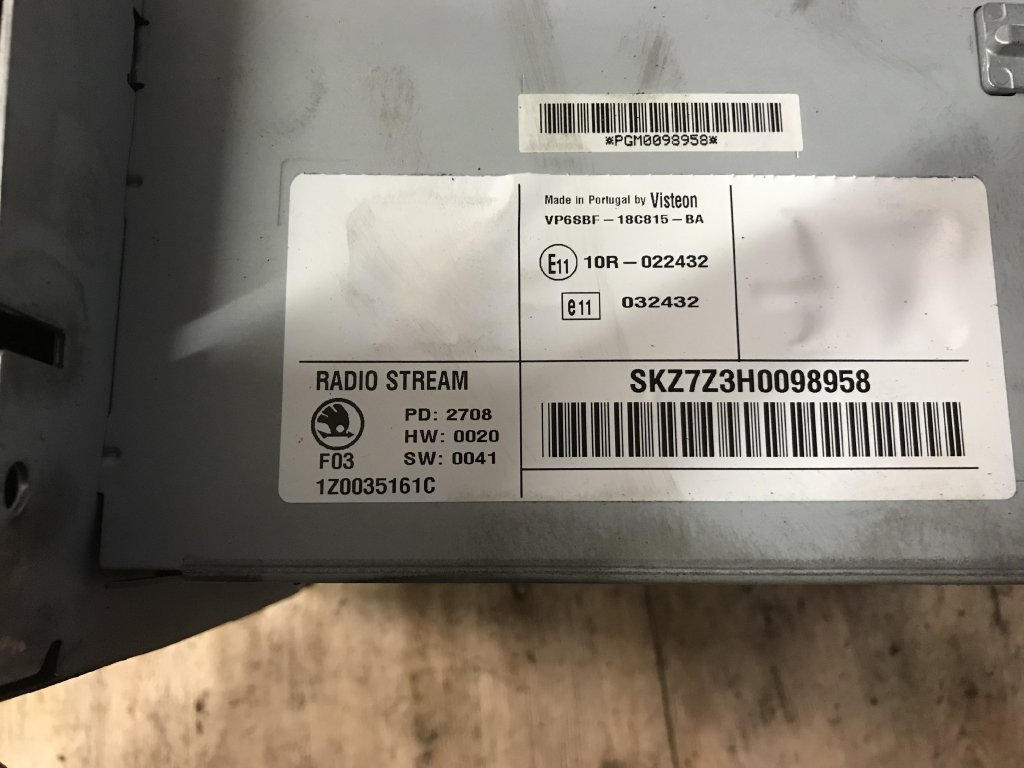 *PGM0098958*
Made in Portugal by Visteon
VP6SBF-18C815-BA
E11 10R-022432
e11 032432
RADIO STREAM
PD: 2708
HW: 0020
F03 SW: 0041
1Z0035161C
SKZ7Z3H0098958